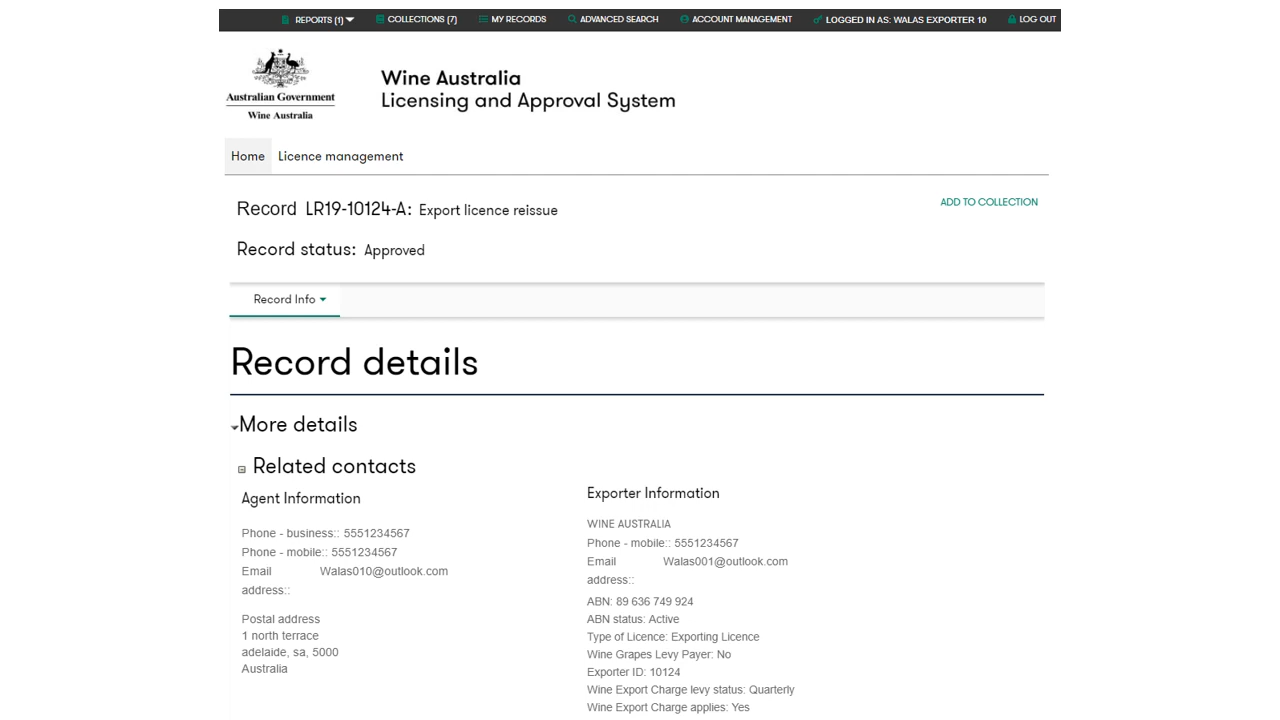 REPORTS (1) COLLECTIONS (7) MY RECORDS ADVANCED SEARCH ACCOUNT MANAGEMENT LOGGED IN AS: WALAS EXPORTER 10 LOG OUT
Australian Government
Wine Australia
Wine Australia
Licensing and Approval System
Home Licence management
Record LR19-10124-A: Export licence reissue
ADD TO COLLECTION
Record status: Approved
Record Info
Record details
More details
Related contacts
Agent Information
Phone - business:: 5551234567
Phone - mobile:: 5551234567
Email Walas010@outlook.com
address::
Postal address
1 north terrace
adelaide, sa, 5000
Australia
Exporter Information
WINE AUSTRALIA
Phone - mobile:: 5551234567
Email Walas001@outlook.com
address::
ABN: 89 636 749 924
ABN status: Active
Type of Licence: Exporting Licence
Wine Grapes Levy Payer: No
Exporter ID: 10124
Wine Export Charge levy status: Quarterly
Wine Export Charge applies: Yes